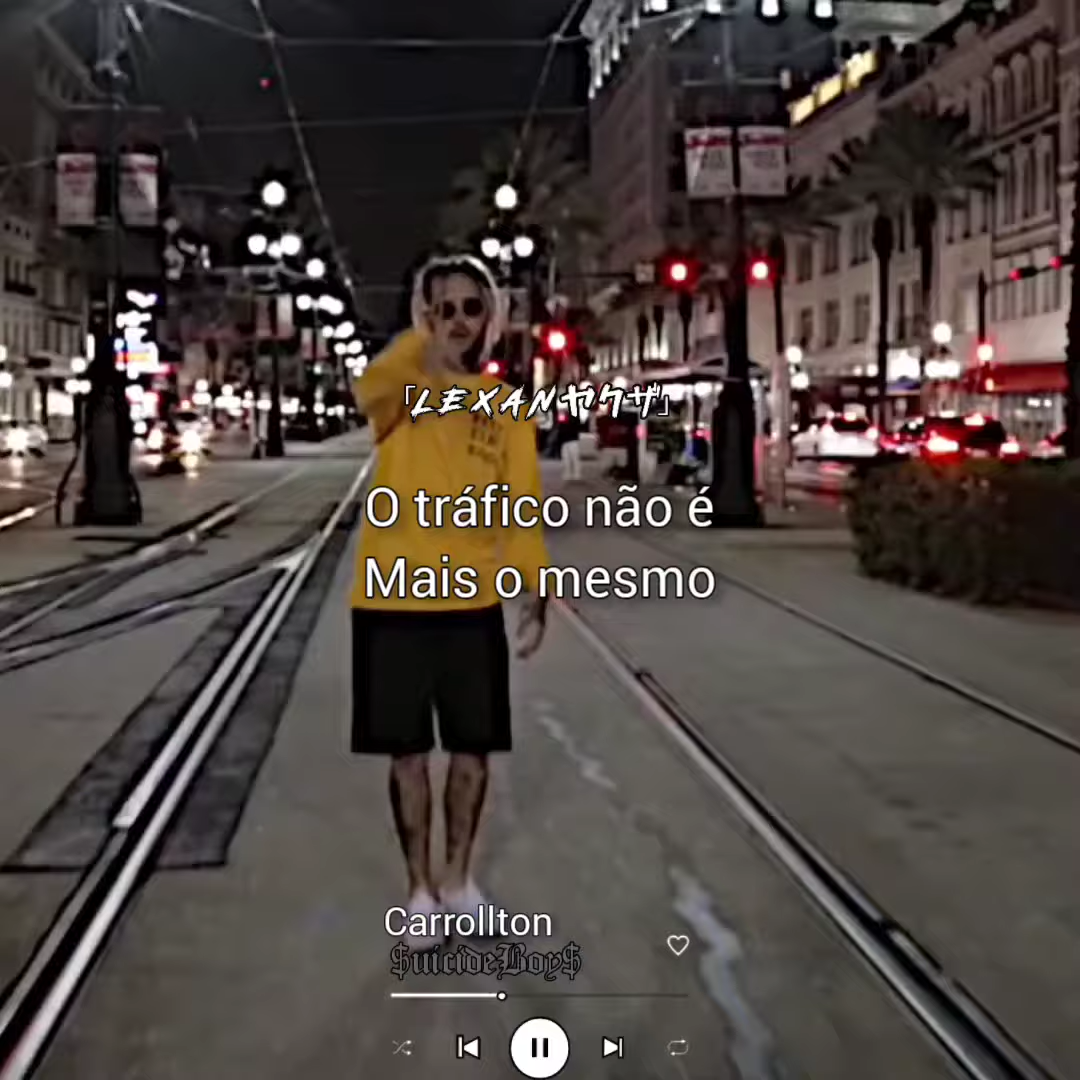 「LEXANヤクザ」
O tráfico não é
Mais o mesmo
Carrollton
$uicideBoy$